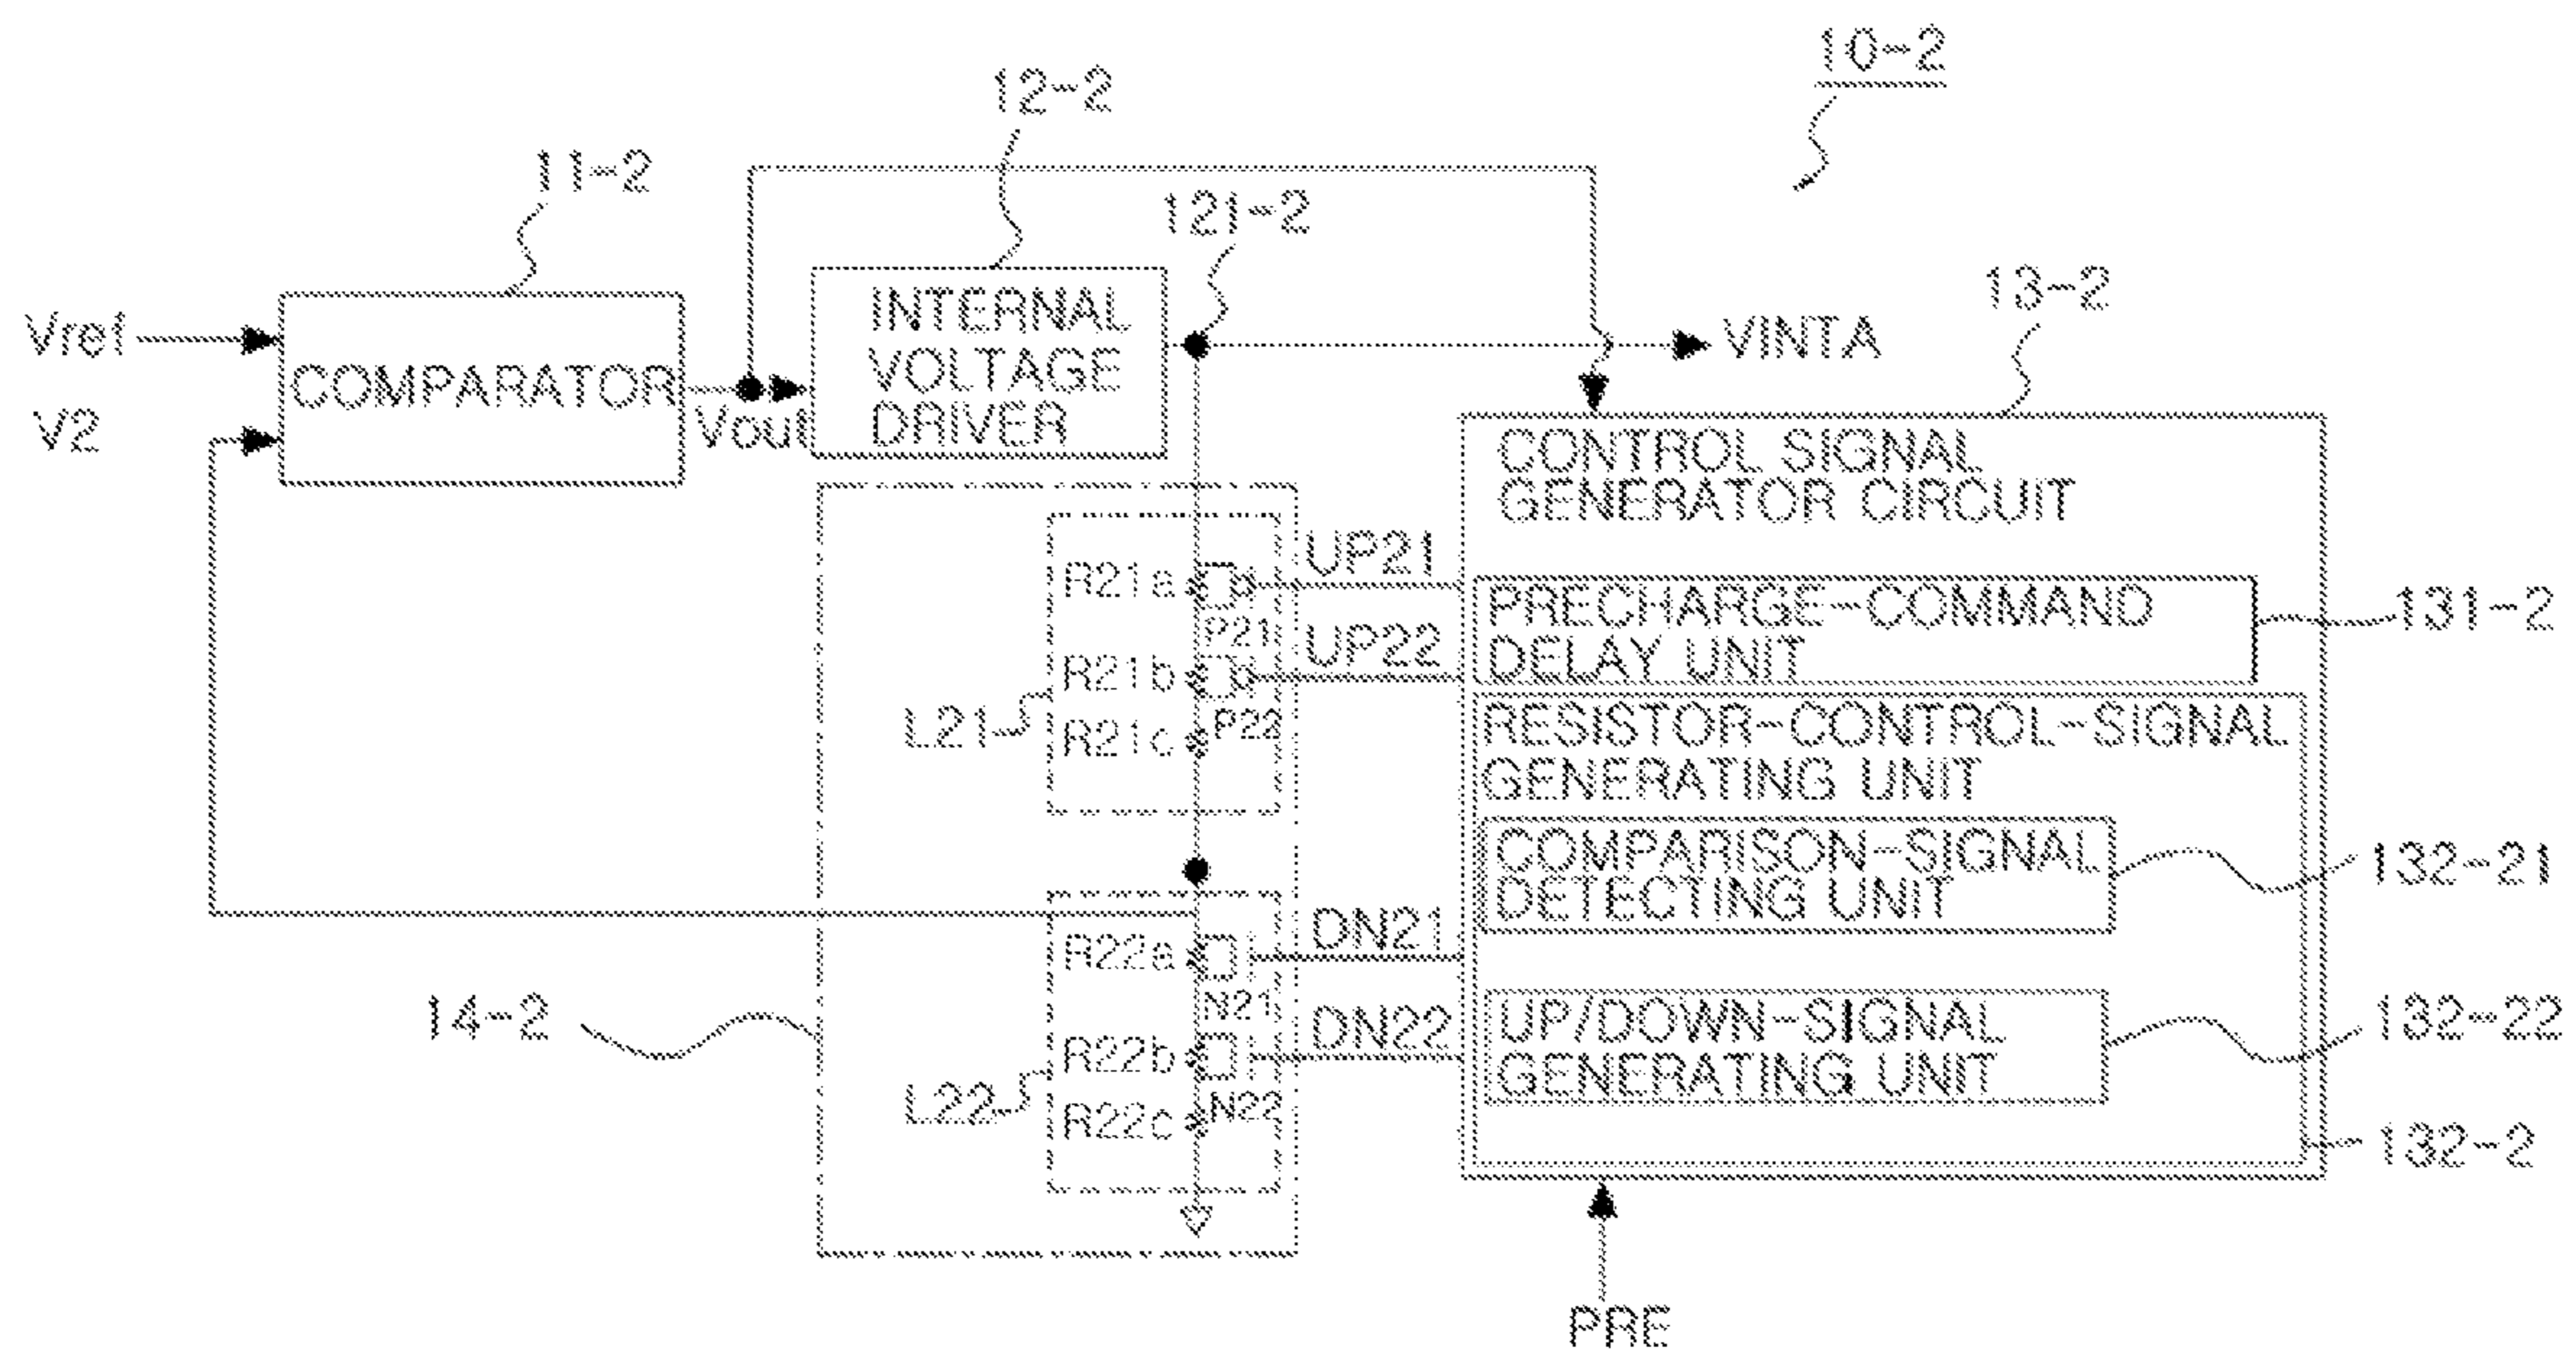 10-2
12-2
11-2
121-2
13-2
Vref
V2
COMPARATOR
Vout
INTERNAL
VOLTAGE
DRIVER
VINTA
CONTROL SIGNAL
GENERATOR CIRCUIT
PRECHARGE-COMMAND
DELAY UNIT
131-2
RESISTOR-CONTROL-SIGNAL
GENERATING UNIT
COMPARISON-SIGNAL
DETECTING UNIT
132-21
UP/DOWN-SIGNAL
GENERATING UNIT
132-22
132-2
UP21
UP22
DN21
DN22
R21a
P21
R21b
P22
R21c
L21
R22a
N21
R22b
N22
R22c
L22
14-2
PRE